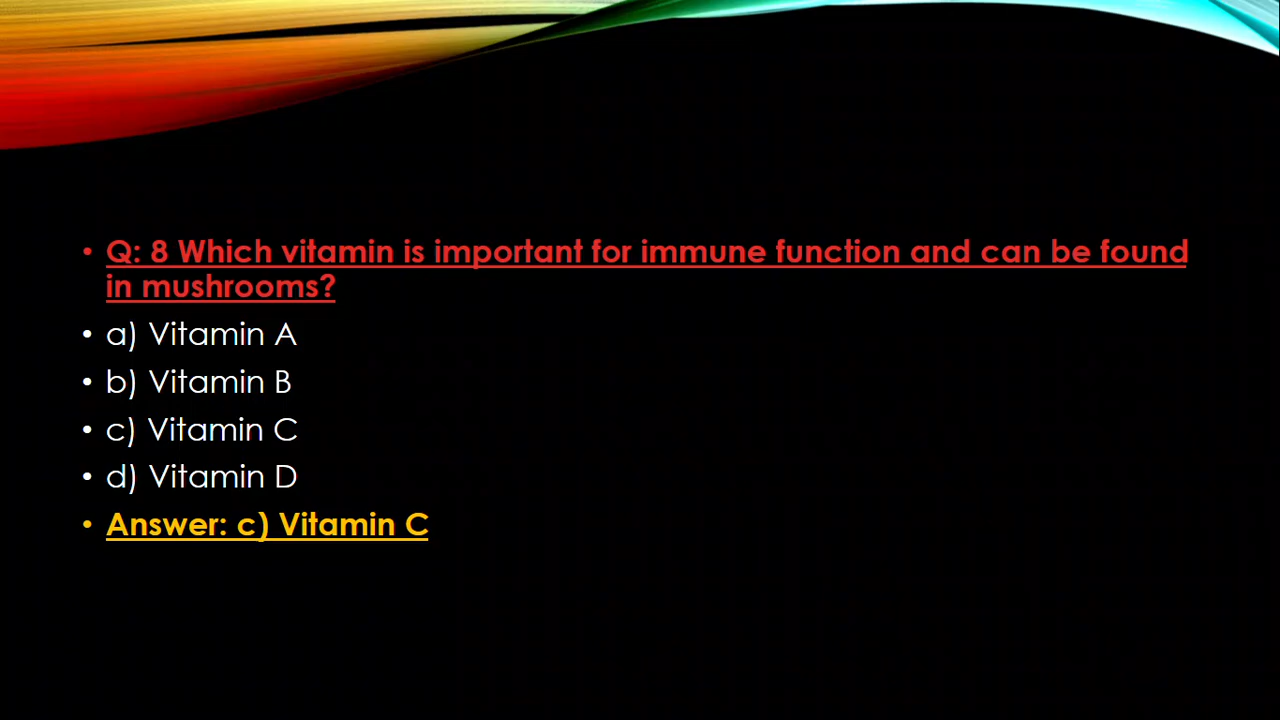 • Q: 8 Which vitamin is important for immune function and can be found
in mushrooms?
• a) Vitamin A
• b) Vitamin B
• c) Vitamin C
• d) Vitamin D
• Answer: c) Vitamin C